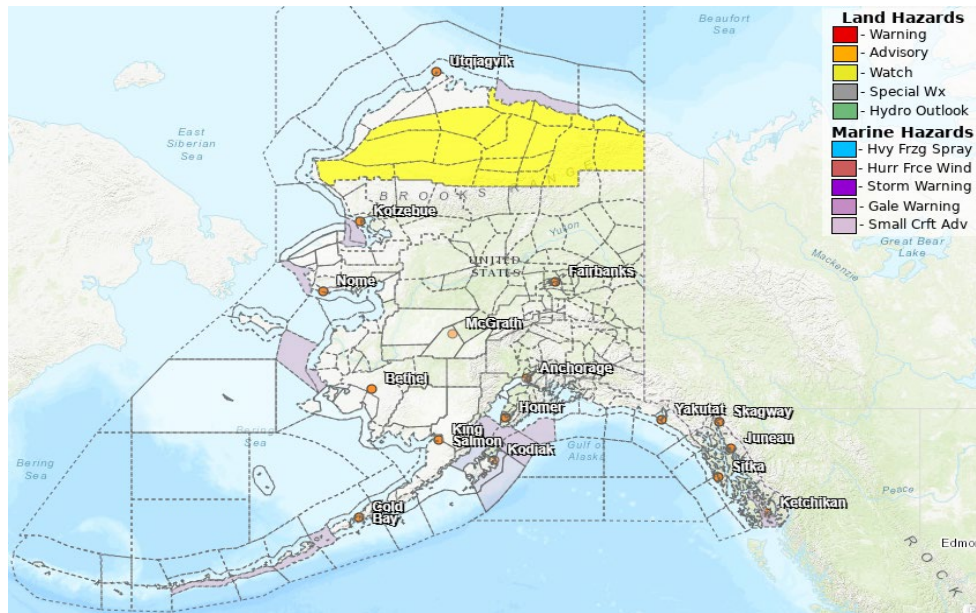 Beaufort
Sea
Land Hazards
- Warning
- Advisory
- Watch
- Special Wx
- Hydro Outlook
Marine Hazards
- Hvy Frzg Spray
- Hurr Frce Wind
- Storm Warning
- Gale Warning
- Small Crft Adv
Utqiagvik
East
Siberian
Sea
BROOKS RANGE
Kotzebue
Yukon
Great Bear
Lake
Mackenzie
UNITED
STATES
Fairbanks
Nome
McGrath
Anchorage
Bethel
Homer
Yakutat
Skagway
King
Salmon
Juneau
Bering
Sea
Bering Sea
Kodiak
Gulf of
Alaska
Sitka
Peace
Ketchikan
Cold
Bay
Edmo
ROCK